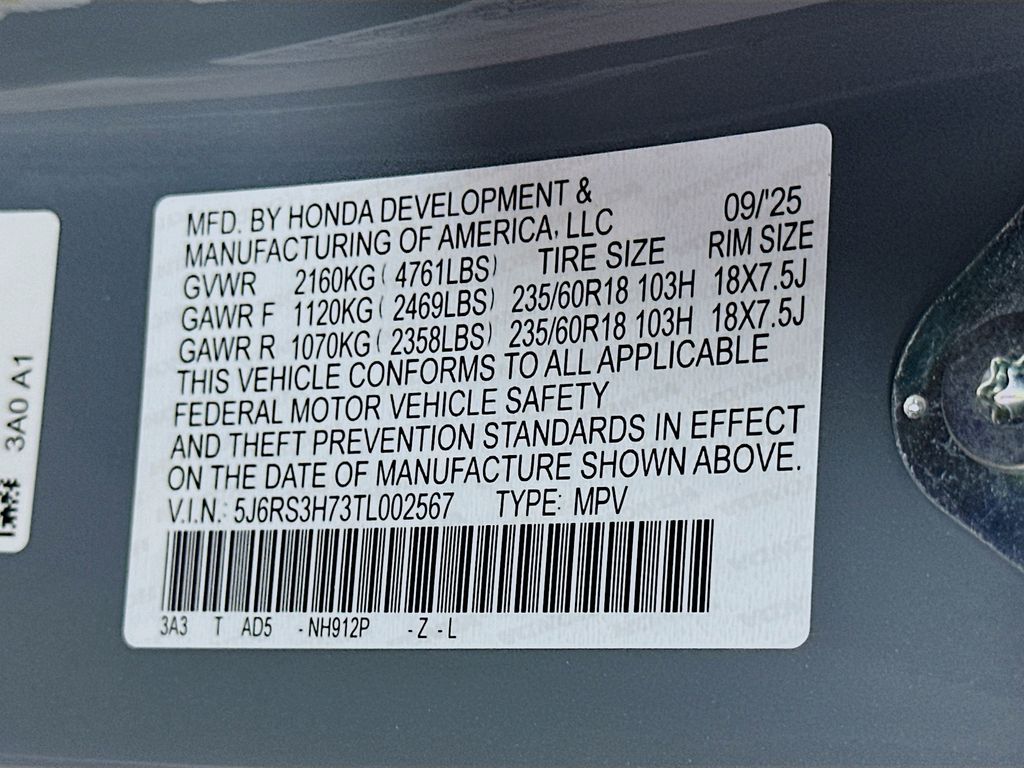 MFD. BY HONDA DEVELOPMENT &
MANUFACTURING OF AMERICA, LLC 09/'25
GVWR 2160KG ( 4761LBS) TIRE SIZE RIM SIZE
GAWR F 1120KG ( 2469LBS) 235/60R18 103H 18X7.5J
GAWR R 1070KG ( 2358LBS) 235/60R18 103H 18X7.5J
THIS VEHICLE CONFORMS TO ALL APPLICABLE
FEDERAL MOTOR VEHICLE SAFETY
AND THEFT PREVENTION STANDARDS IN EFFECT
ON THE DATE OF MANUFACTURE SHOWN ABOVE.
V.I.N.: 5J6RS3H73TL002567 TYPE: MPV
3A3 T AD5 -NH912P -Z -L
3A0 A1